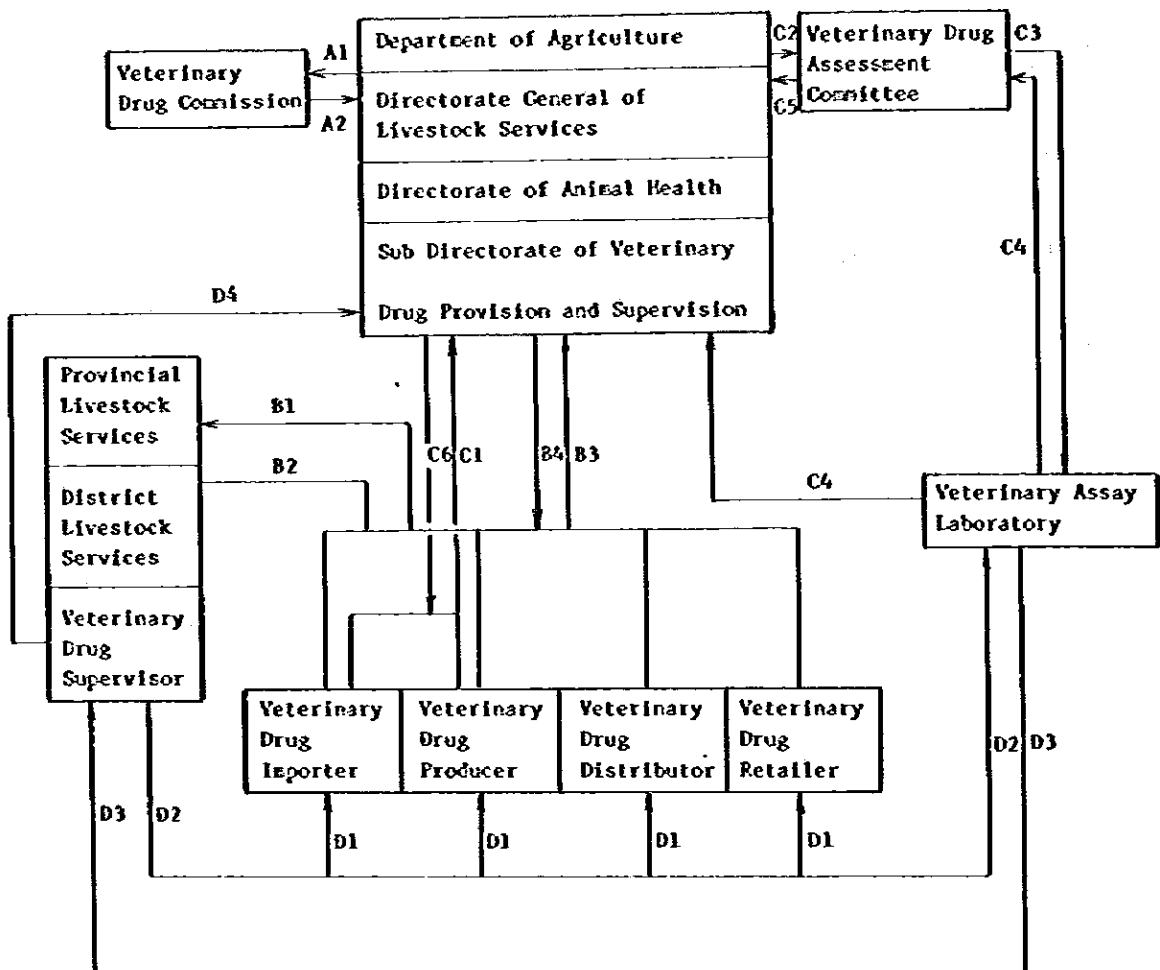 Department of Agriculture
C2
Veterinary Drug
Assessment
Committee
C3
A1
Veterinary
Drug Commission
A2
Directorate General of
Livestock Services
C5
Directorate of Animal Health
Sub Directorate of Veterinary
Drug Provision and Supervision
C4
D4
Provincial
Livestock
Services
B1
B2
C6
C1
B4
B3
C4
District
Livestock
Services
Veterinary Assay
Laboratory
Veterinary
Drug
Supervisor
Veterinary
Drug
Importer
Veterinary
Drug
Producer
Veterinary
Drug
Distributor
Veterinary
Drug
Retailer
D2
D3
D3
D2
D1
D1
D1
D1